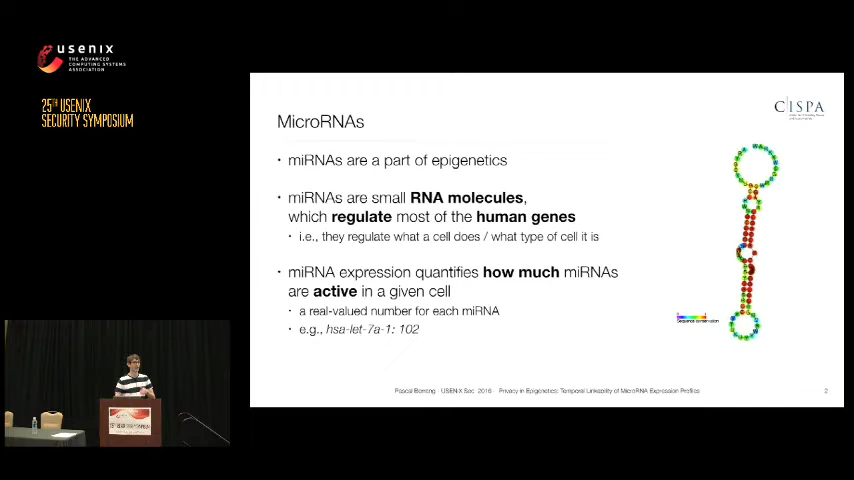 usenix
THE ADVANCED
COMPUTING SYSTEMS
ASSOCIATION
25TH USENIX
SECURITY SYMPOSIUM
CISPA
MicroRNAs
• miRNAs are a part of epigenetics
• miRNAs are small RNA molecules,
which regulate most of the human genes
• i.e., they regulate what a cell does / what type of cell it is
• miRNA expression quantifies how much miRNAs
are active in a given cell
• a real-valued number for each miRNA
• e.g., hsa-let-7a-1: 102
Sequence conservation
Pascal Berrang - USENIX Sec 2016 - Privacy in Epigenetics: Temporal Linkability of MicroRNA Expression Profiles
2